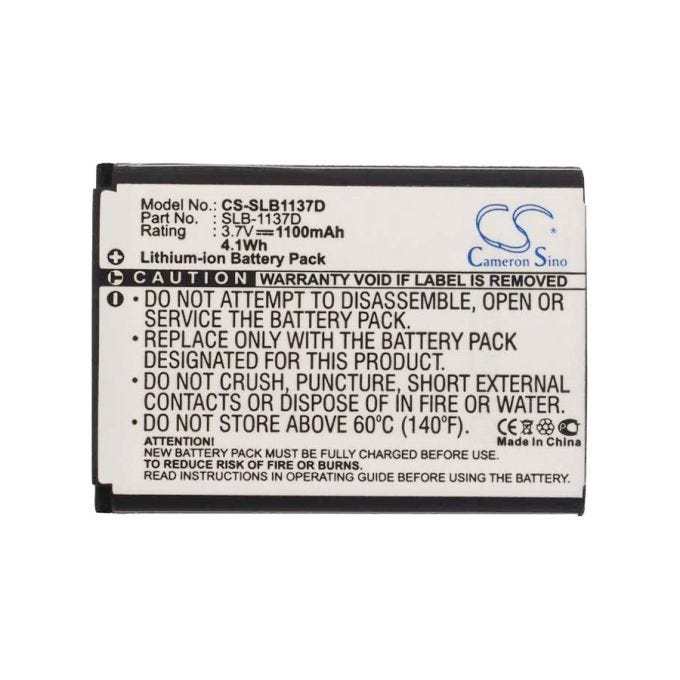 Model No. : CS-SLB1137D
Part No. : SLB-1137D
Rating : 3.7V 1100mAh
4.1Wh
Lithium-ion Battery Pack
CS
Cameron Sino
CAUTION WARRANTY VOID IF LABEL IS REMOVED
• DO NOT ATTEMPT TO DISASSEMBLE, OPEN OR
SERVICE THE BATTERY PACK.
• REPLACE ONLY WITH THE BATTERY PACK
DESIGNATED FOR THIS PRODUCT.
• DO NOT CRUSH, PUNCTURE, SHORT EXTERNAL
CONTACTS OR DISPOSE OF IN FIRE OR WATER.
• DO NOT STORE ABOVE 60°C (140°F).
CE
Made in China
ATTENTION!
NEW BATTERY PACK MUST BE FULLY CHARGED BEFORE USE
TO REDUCE RISK OF FIRE OR BURNS.
INSTRUCTIONS PRESENTED IN OPERATING GUIDE BEFORE USING BATTERY